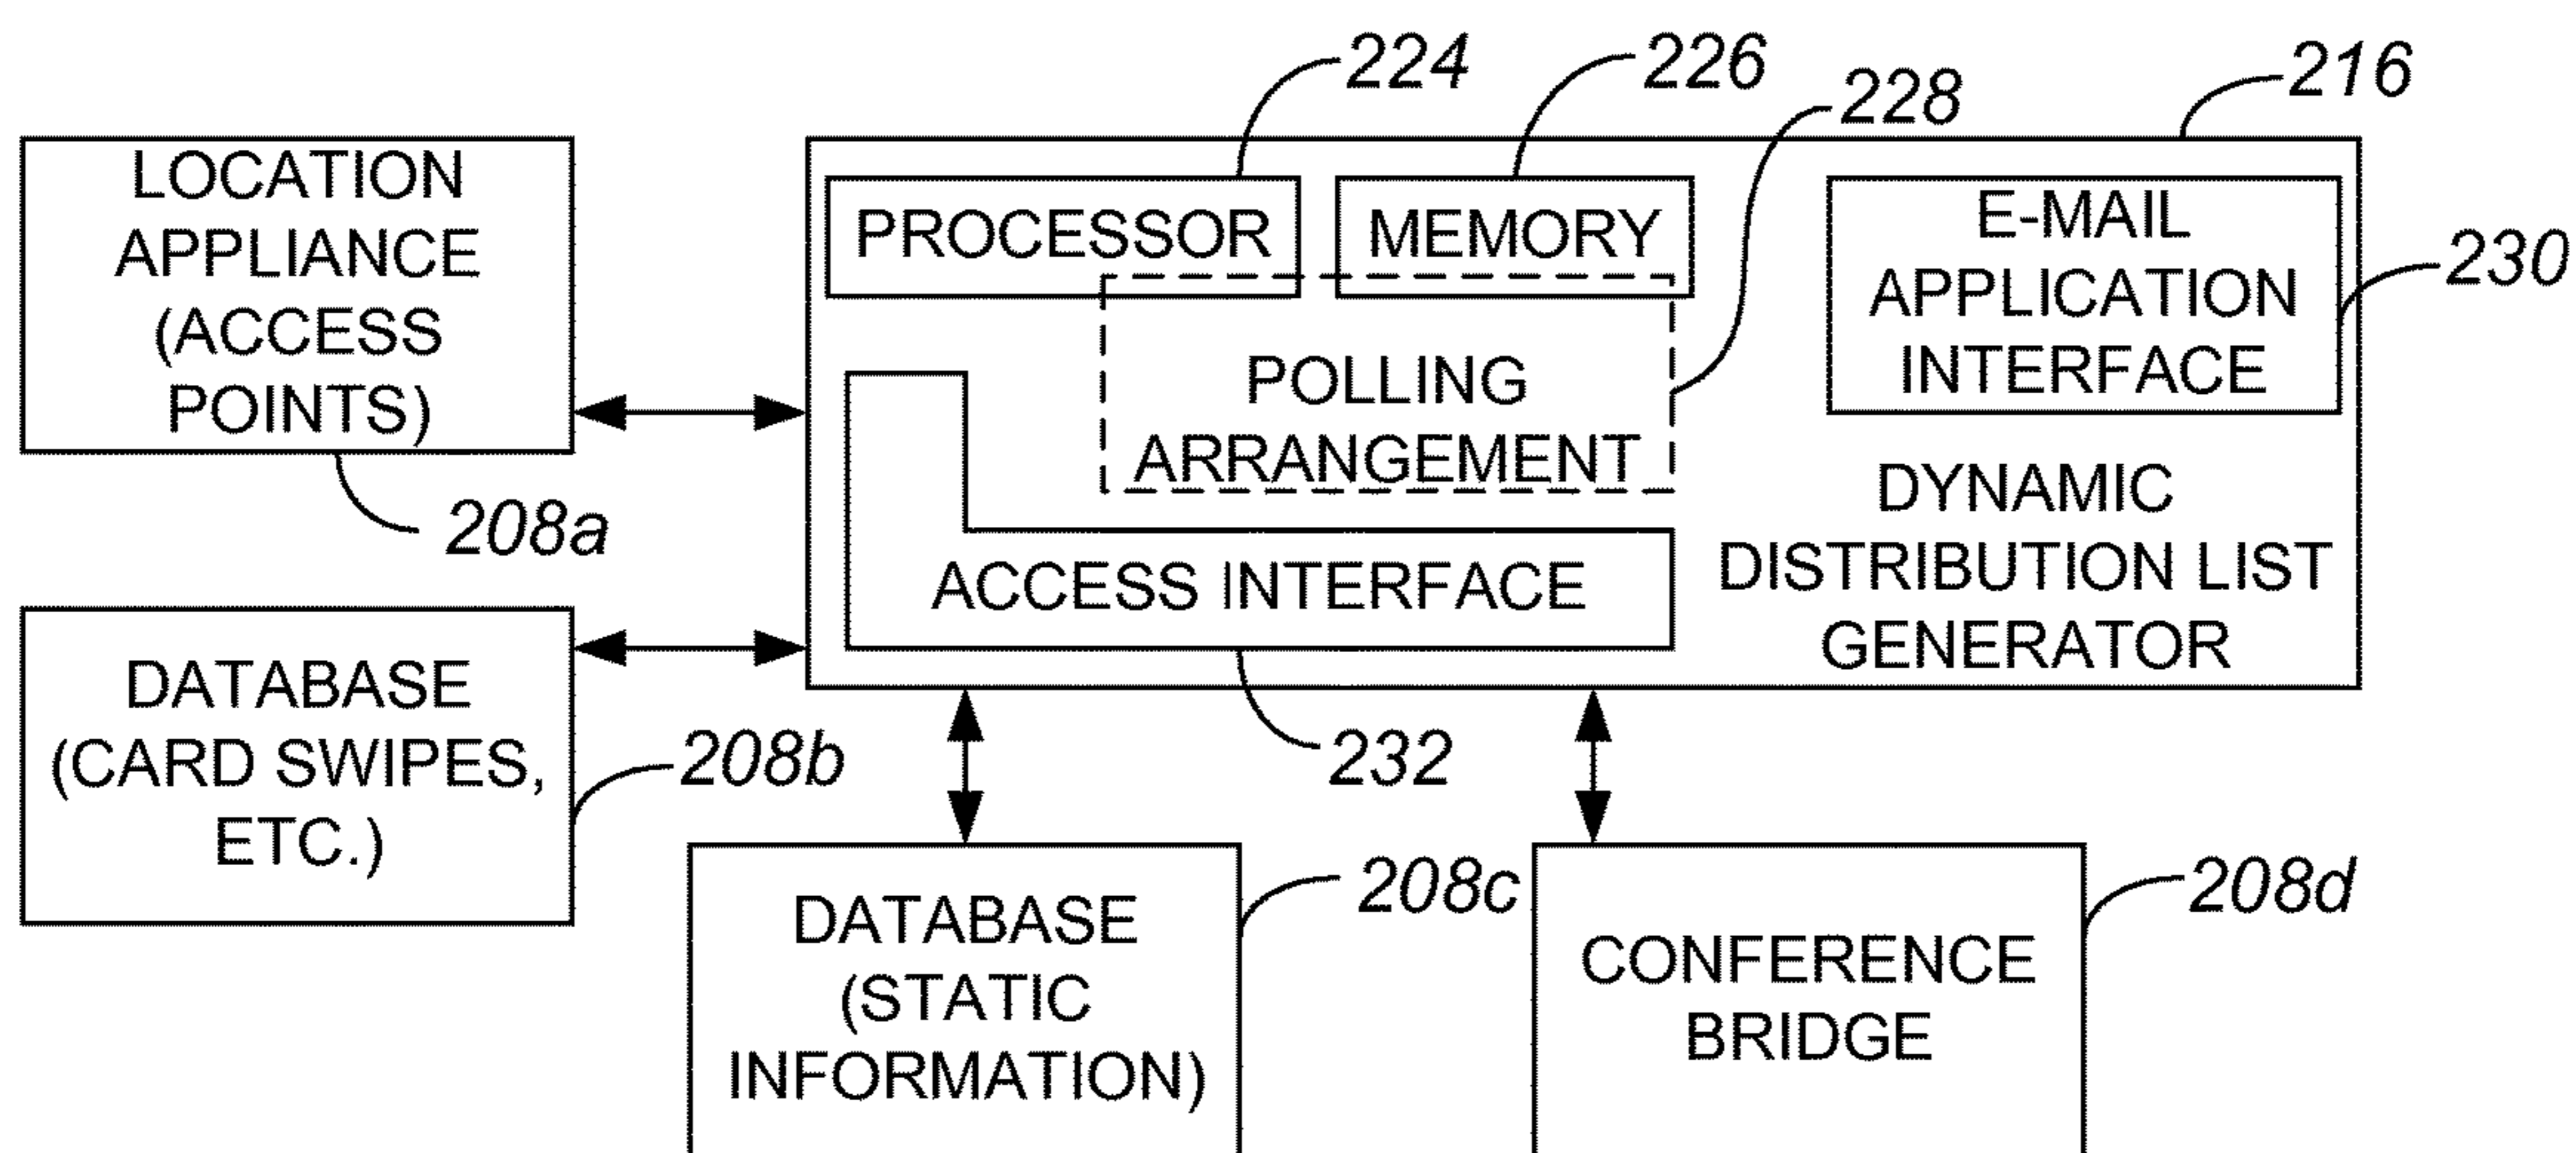 224
226
228
216
LOCATION
APPLIANCE
(ACCESS
POINTS)
208a
PROCESSOR
MEMORY
POLLING
ARRANGEMENT
E-MAIL
APPLICATION
INTERFACE
230
ACCESS INTERFACE
DYNAMIC
DISTRIBUTION LIST
GENERATOR
DATABASE
(CARD SWIPES,
ETC.)
208b
232
DATABASE
(STATIC
INFORMATION)
208c
CONFERENCE
BRIDGE
208d